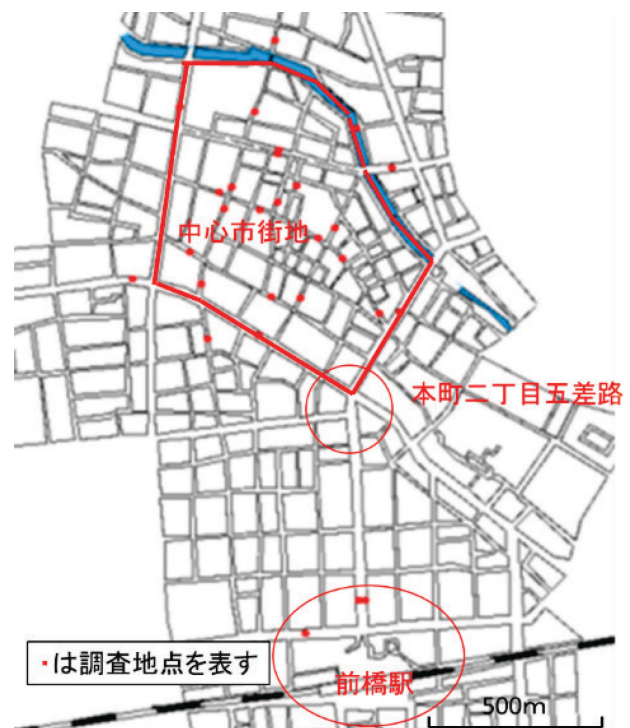 中心市街地
本町二丁目五差路
・は調査地点を表す
前橋駅
500m